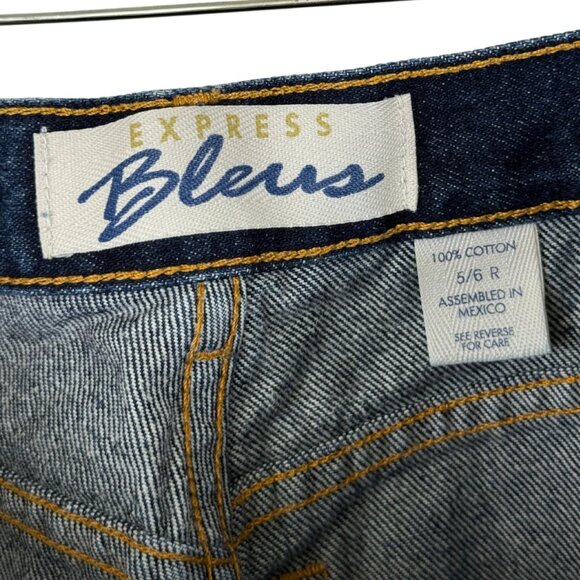 EXPRESS
Bleus
100% COTTON
5/6 R
ASSEMBLED IN
MEXICO
SEE REVERSE
FOR CARE